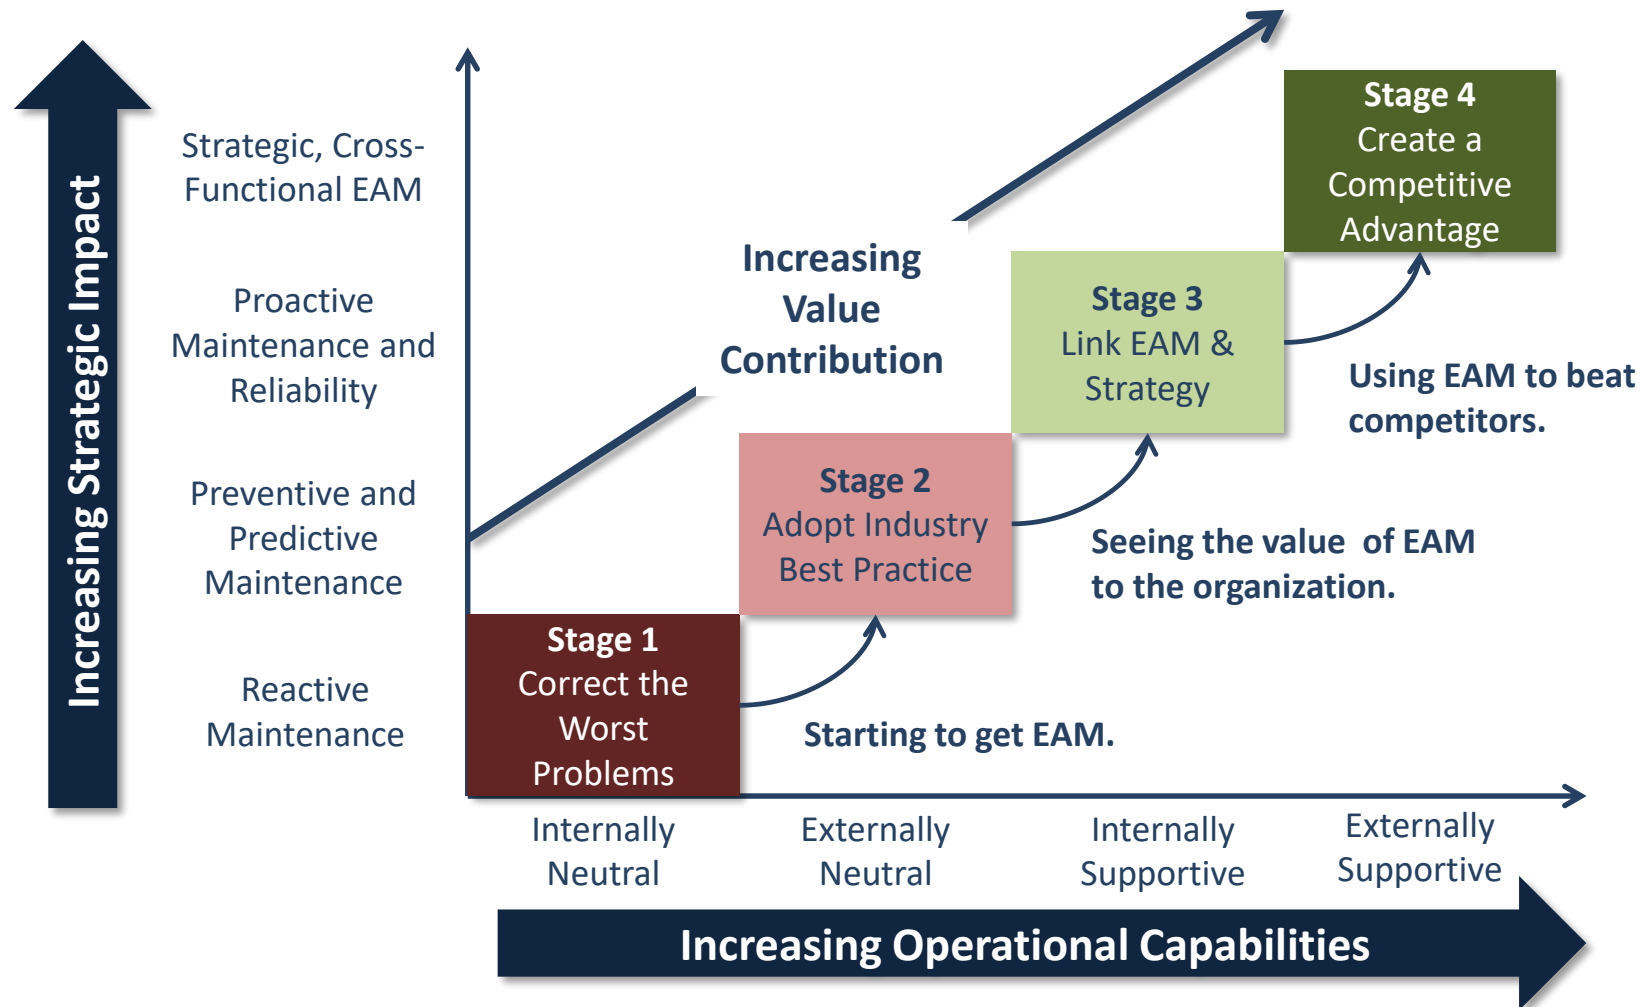 Increasing Strategic Impact
Strategic, Cross-
Functional EAM
Proactive
Maintenance and
Reliability
Preventive and
Predictive
Maintenance
Reactive
Maintenance
Increasing
Value
Contribution
Stage 4
Create a
Competitive
Advantage
Stage 3
Link EAM &
Strategy
Using EAM to beat
competitors.
Stage 2
Adopt Industry
Best Practice
Seeing the value  of EAM
to the organization.
Stage 1
Correct the
Worst
Problems
Starting to get EAM.
Internally
Neutral
Externally
Neutral
Internally
Supportive
Externally
Supportive
Increasing Operational Capabilities